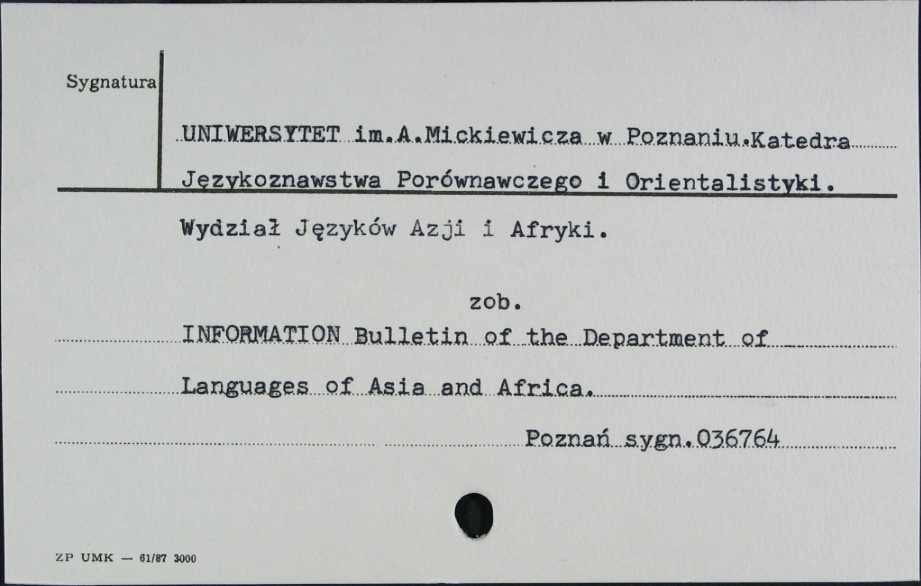 Sygnatura
UNIWERSYTET im.A.Mickiewicza w Poznaniu.Katedra
Językoznawstwa Porównawczego i Orientalistyki.
Wydział Języków Azji i Afryki.
zob.
INFORMATION Bulletin of the Department of
Languages of Asia and Africa.
Poznań sygn.036764
ZP UMK — 61/87 3000